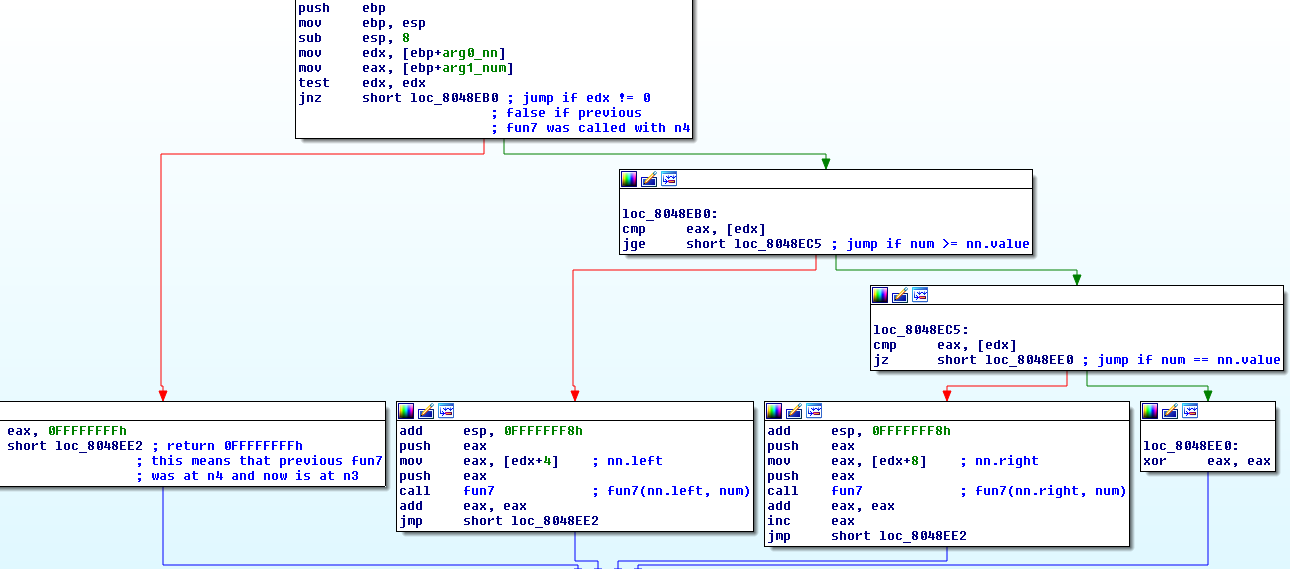 push ebp
mov ebp, esp
sub esp, 8
mov edx, [ebp+arg0_nn]
mov eax, [ebp+arg1_num]
test edx, edx
jnz short loc_8048EB0 ; jump if edx != 0
; false if previous
; fun7 was called with n4
loc_8048EB0:
cmp eax, [edx]
jge short loc_8048EC5 ; jump if num >= nn.value
loc_8048EC5:
cmp eax, [edx]
jz short loc_8048EE0 ; jump if num == nn.value
eax, 0FFFFFFFFh
short loc_8048EE2 ; return 0FFFFFFFFh
; this means that previous fun7
; was at n4 and now is at n3
add esp, 0FFFFFFF8h
push eax
mov eax, [edx+4] ; nn.left
push eax
call fun7 ; fun7(nn.left, num)
add eax, eax
jmp short loc_8048EE2
add esp, 0FFFFFFF8h
push eax
mov eax, [edx+8] ; nn.right
push eax
call fun7 ; fun7(nn.right, num)
add eax, eax
inc eax
jmp short loc_8048EE2
loc_8048EE0:
xor eax, eax